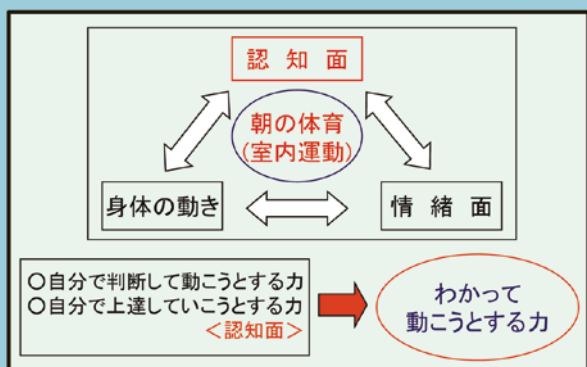 認 知 面
朝の体育
(室内運動)
身体の動き
情 緒 面
○自分で判断して動こうとする力
○自分で上達していこうとする力
＜認知面＞
わかって
動こうとする力